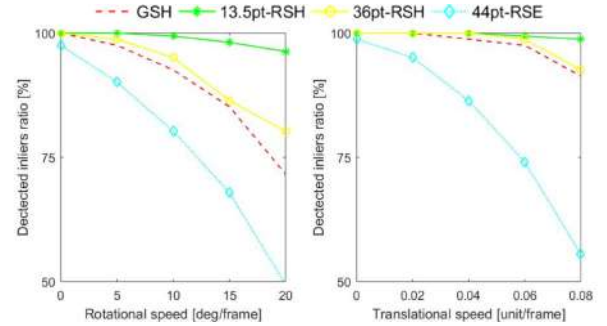 GSH 13.5pt-RSH 36pt-RSH 44pt-RSE
100
75
50
Dectected inliers ratio [%]
0 5 10 15 20
Rotational speed [deg/frame]
100
75
50
Dectected inliers ratio [%]
0 0.02 0.04 0.06 0.08
Translational speed [unit/frame]